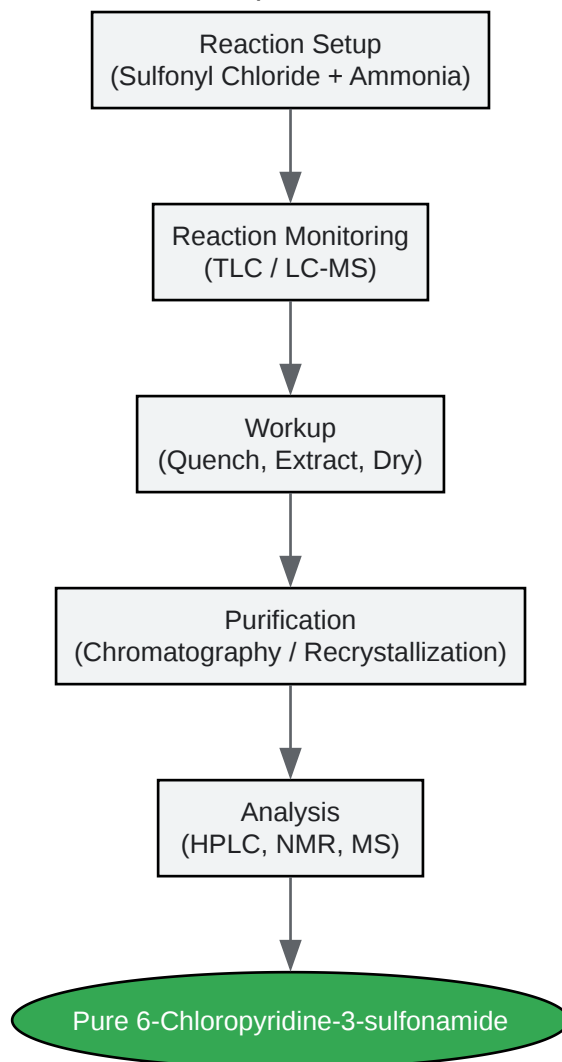 Reaction Setup
(Sulfonyl Chloride + Ammonia)
Reaction Monitoring
(TLC / LC-MS)
Workup
(Quench, Extract, Dry)
Purification
(Chromatography / Recrystallization)
Analysis
(HPLC, NMR, MS)
Pure 6-Chloropyridine-3-sulfonamide